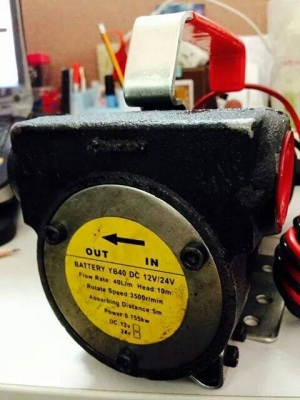 OUT IN
BATTERY YB40 DC 12V/24V
Flow Rate: 40L/m Head:10m
Rotate Speed:3500r/min
Absorbing Distance:5m
Power:0.155kw
DC 12v
24v